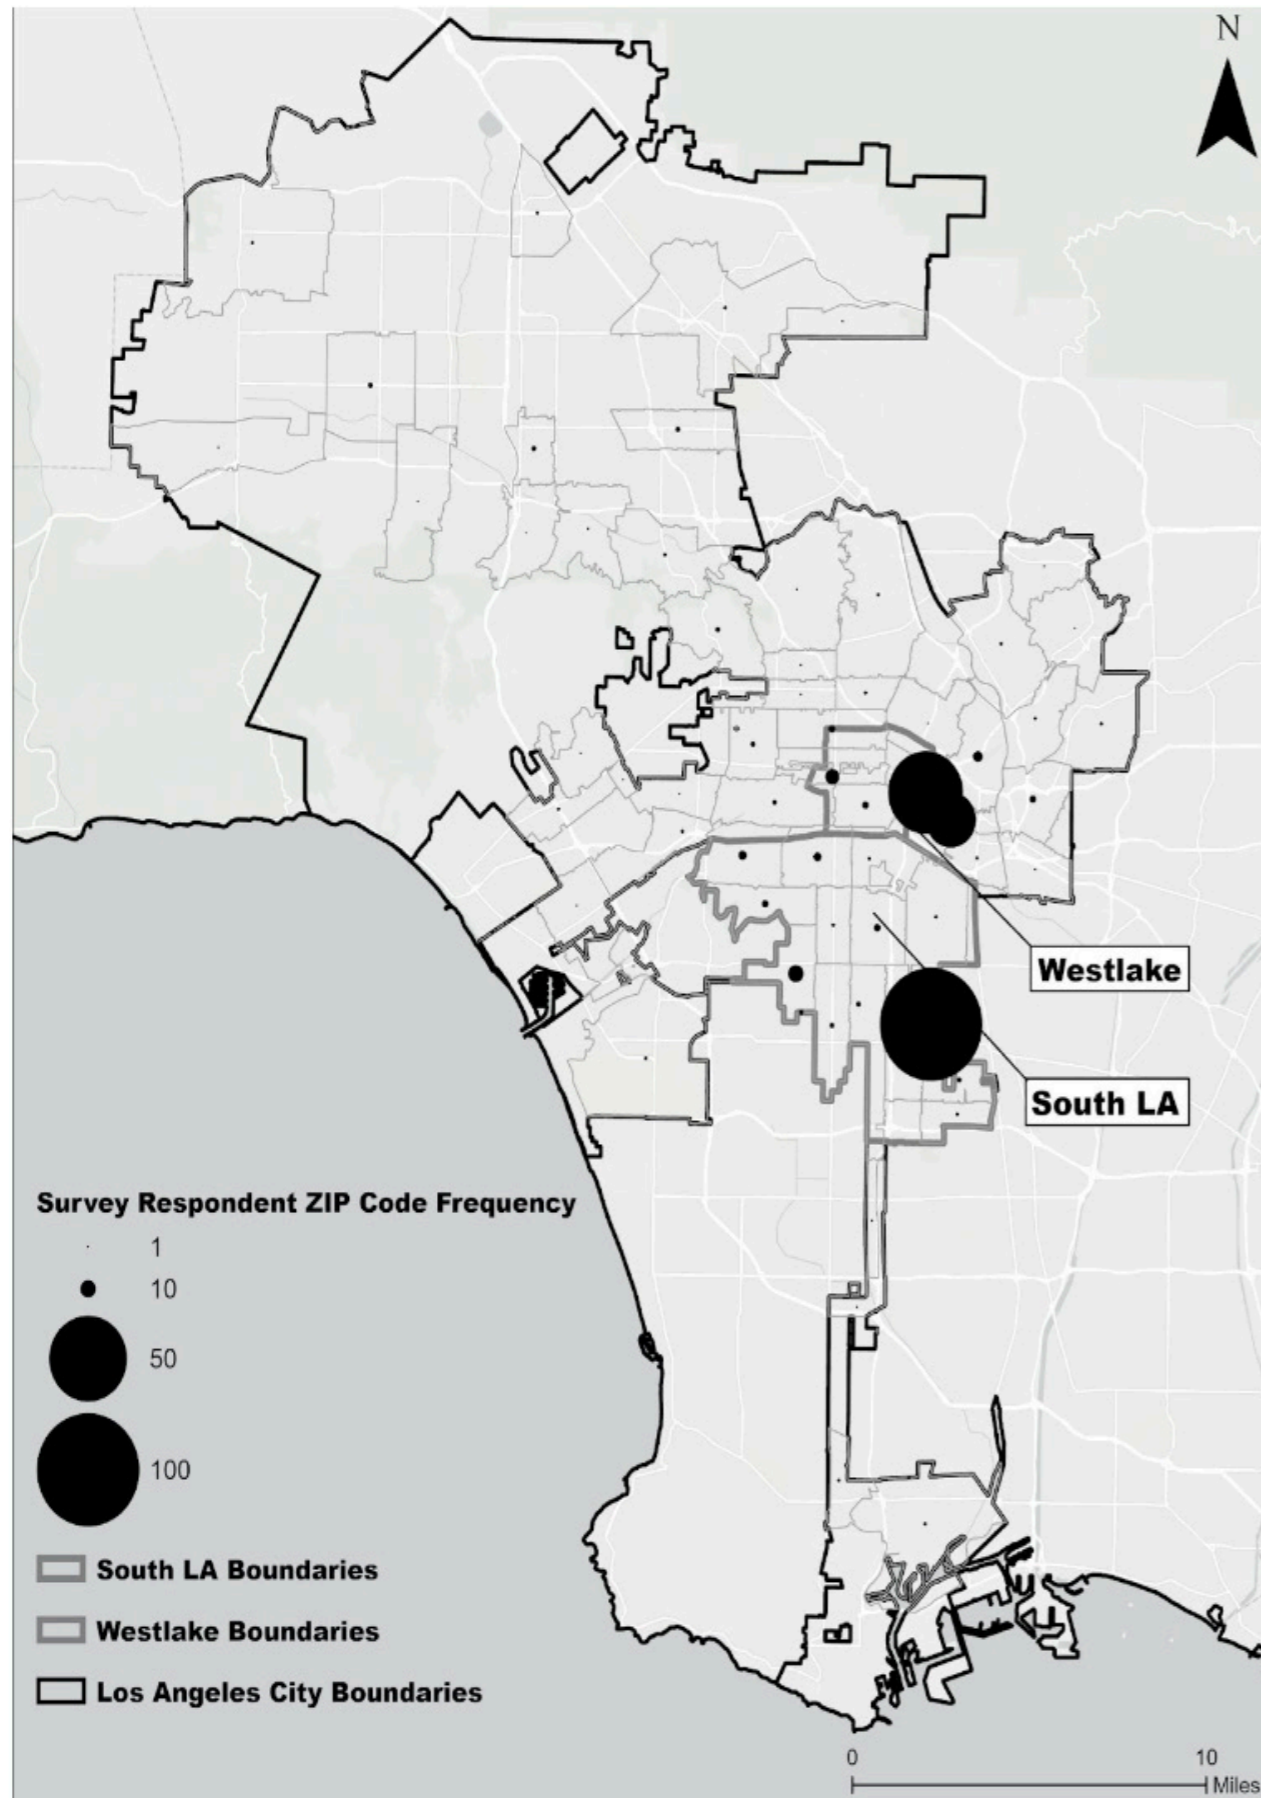 N
Westlake
South LA
Survey Respondent ZIP Code Frequency
1
10
50
100
South LA Boundaries
Westlake Boundaries
Los Angeles City Boundaries
0 10
Miles